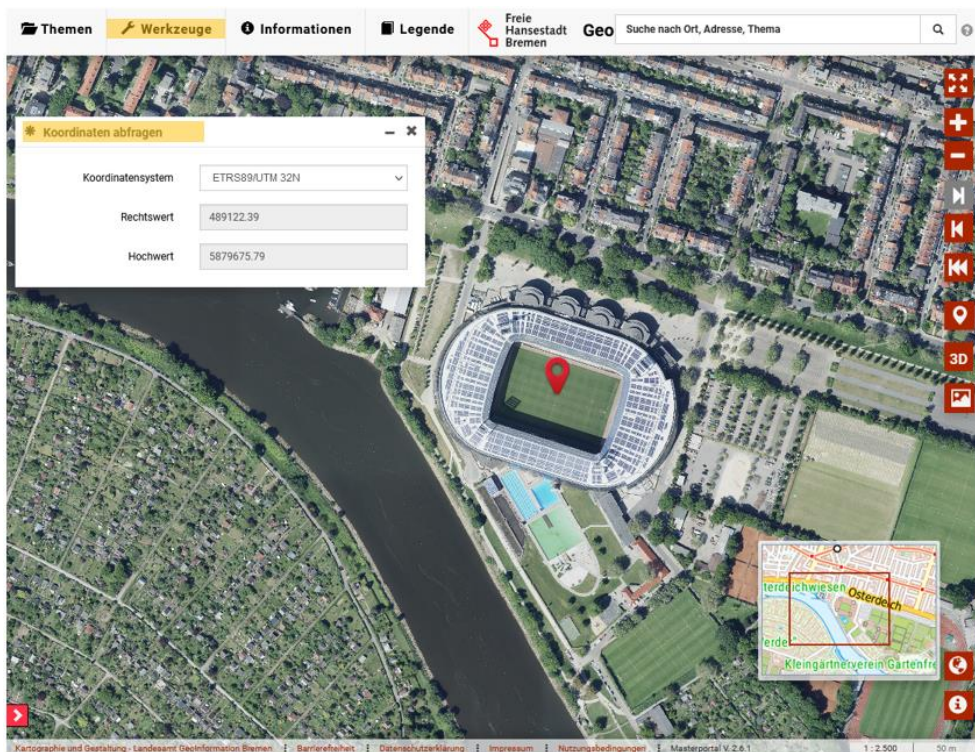 Themen
Werkzeuge
Informationen
Legende
Freie
Hansestadt
Bremen
Geo
Suche nach Ort, Adresse, Thema
Koordinaten abfragen
Koordinatensystem
ETRS89/UTM 32N
Rechtswert
489122.39
Hochwert
5879675.79
3D
terdeichwiesen
Osterdeich
erde
Kleingärtnerverein Gartenfre
Kartographie und Gestaltung - Landesamt GeoInformation Bremen
Barrierefreiheit
Datenschutzerklärung
Impressum
Nutzungsbedingungen
Masterportal V. 2.6.1
1 : 2.500
50 m